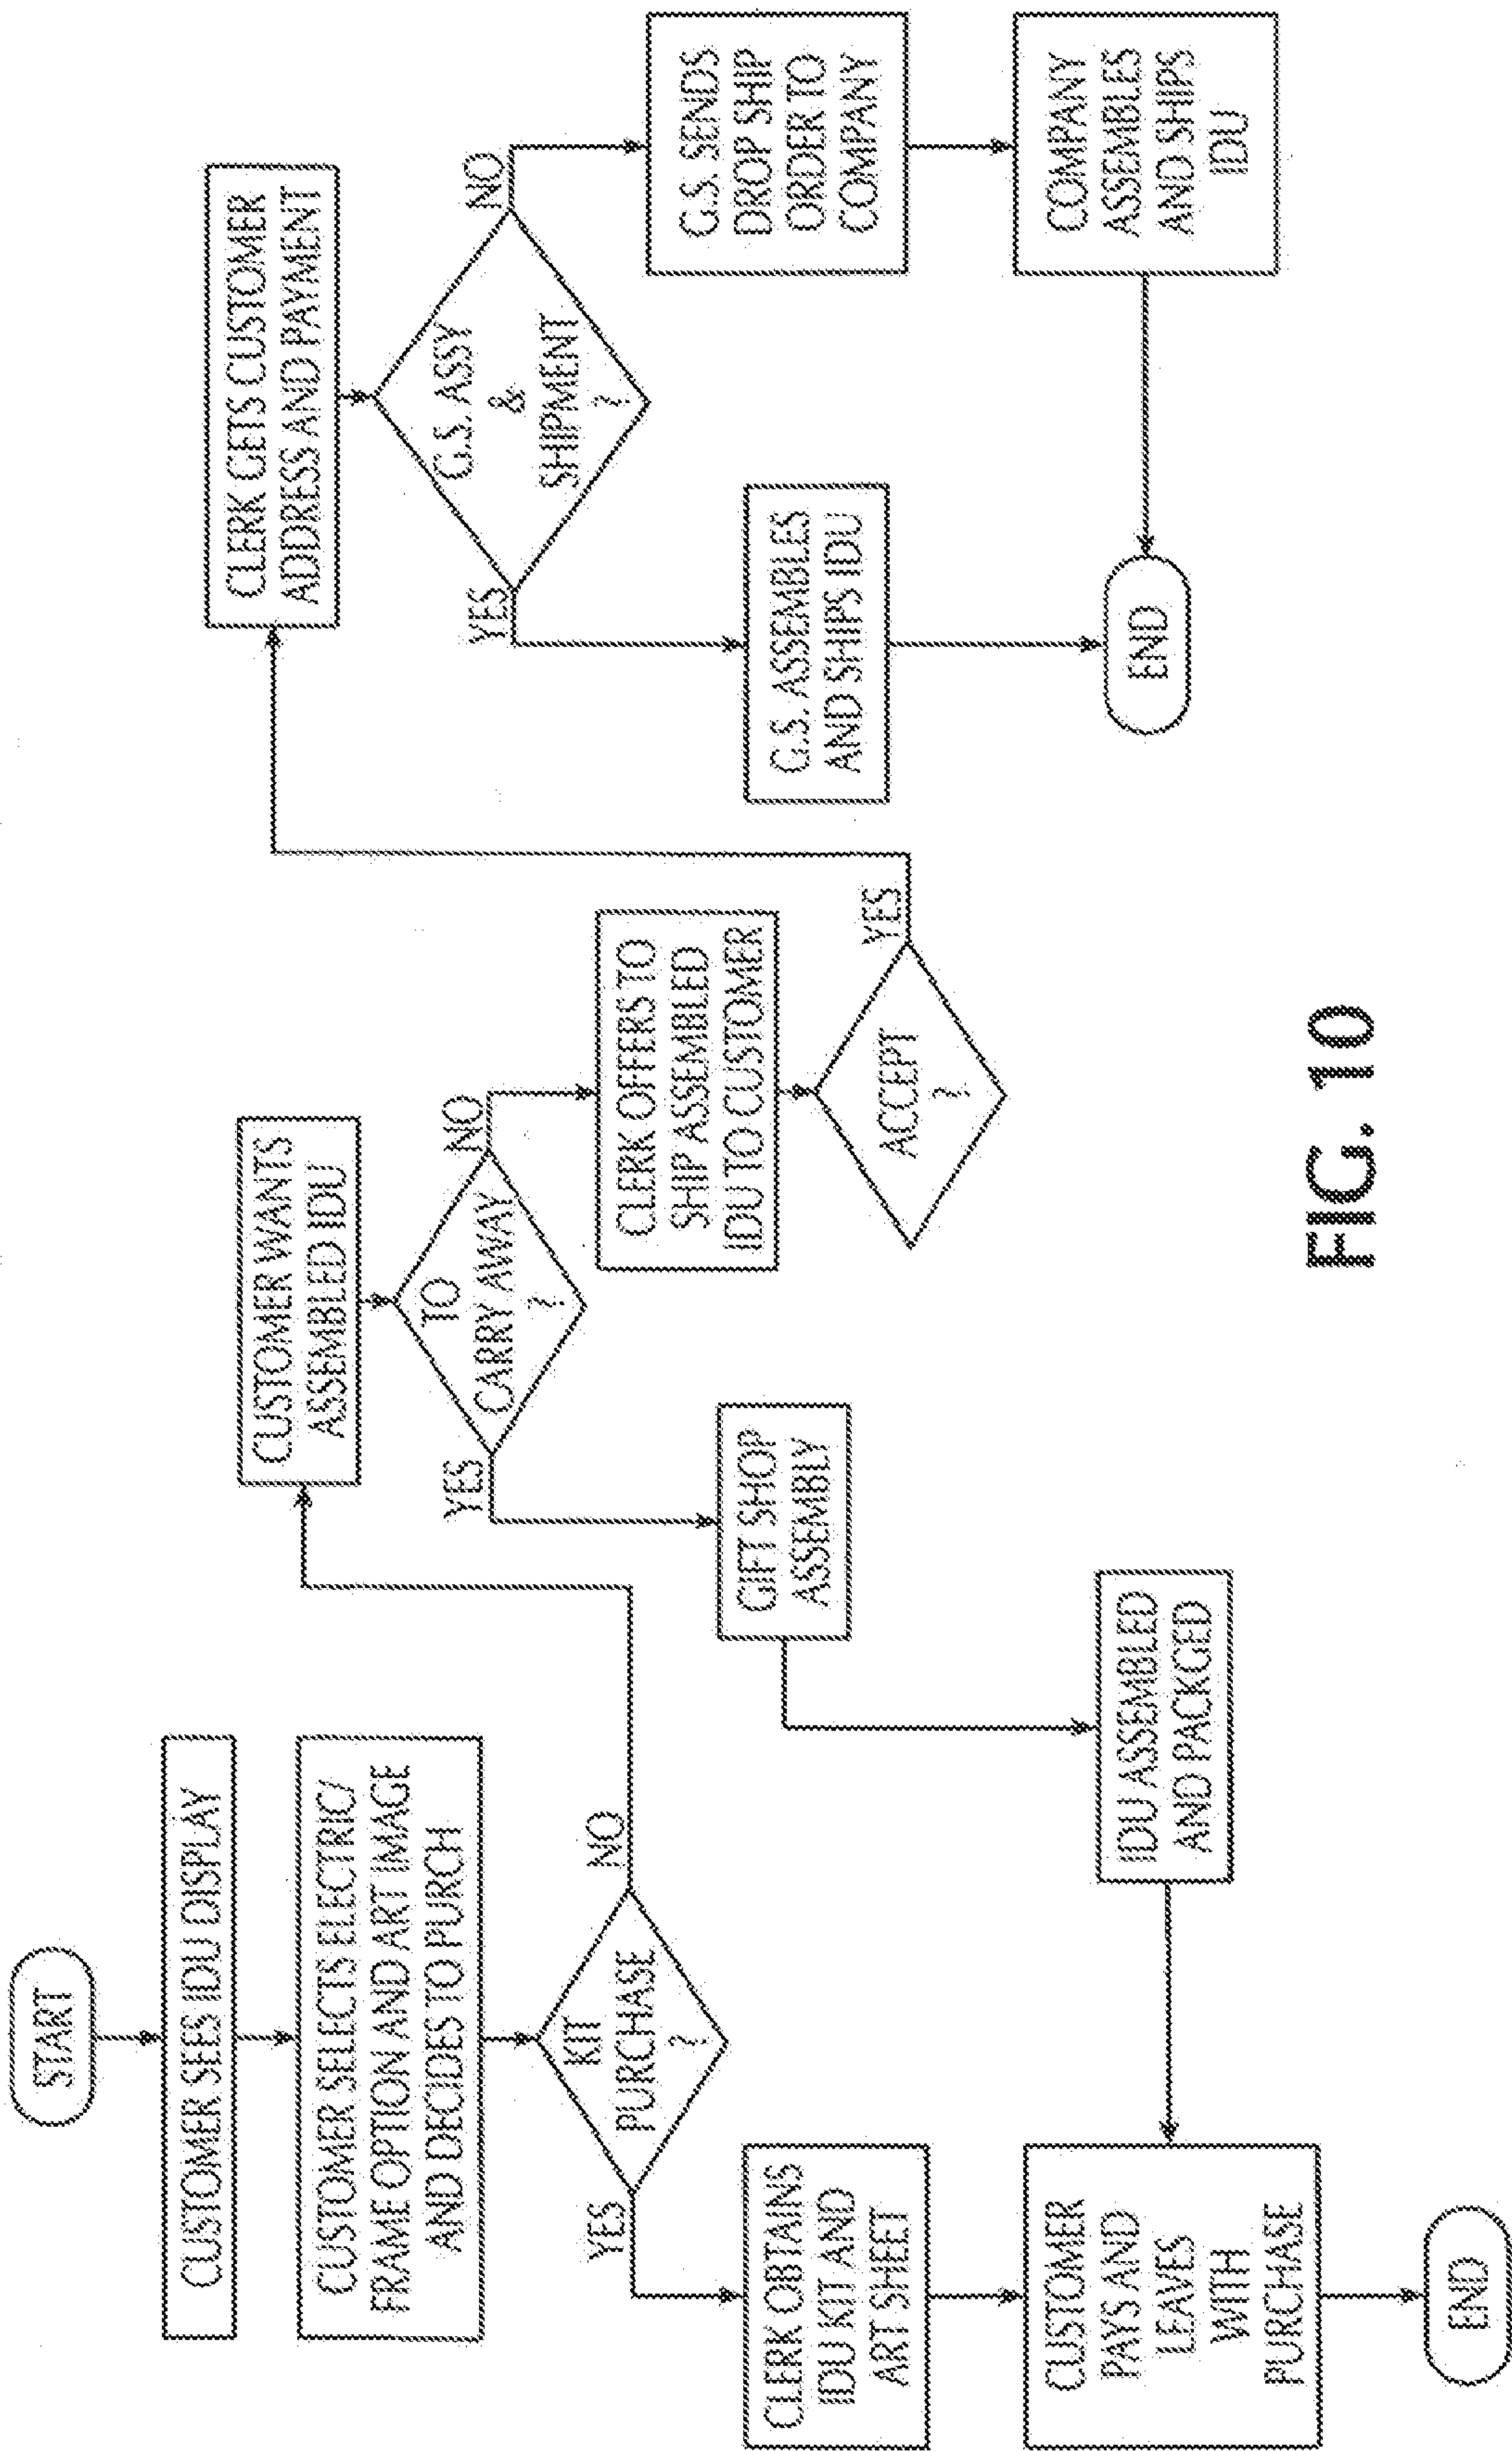 START
CUSTOMER SEES IDU DISPLAY
CUSTOMER SELECTS ELECTRIC/
FRAME OPTION AND ART IMAGE
AND DECIDES TO PURCH
KIT
PURCHASE
?
YES
NO
CLERK OBTAINS
IDU KIT AND
ART SHEET
CUSTOMER
PAYS AND
LEAVES
WITH
PURCHASE
END
CUSTOMER WANTS
ASSEMBLED IDU
TO
CARRY AWAY
?
YES
NO
GIFT SHOP
ASSEMBLY
IDU ASSEMBLED
AND PACKGED
CLERK OFFERS TO
SHIP ASSEMBLED
IDU TO CUSTOMER
ACCEPT
?
YES
CLERK GETS CUSTOMER
ADDRESS AND PAYMENT
G.S. ASSY
&
SHIPMENT
?
YES
NO
G.S. ASSEMBLES
AND SHIPS IDU
G.S. SENDS
DROP SHIP
ORDER TO
COMPANY
COMPANY
ASSEMBLES
AND SHIPS
IDU
END
FIG. 10